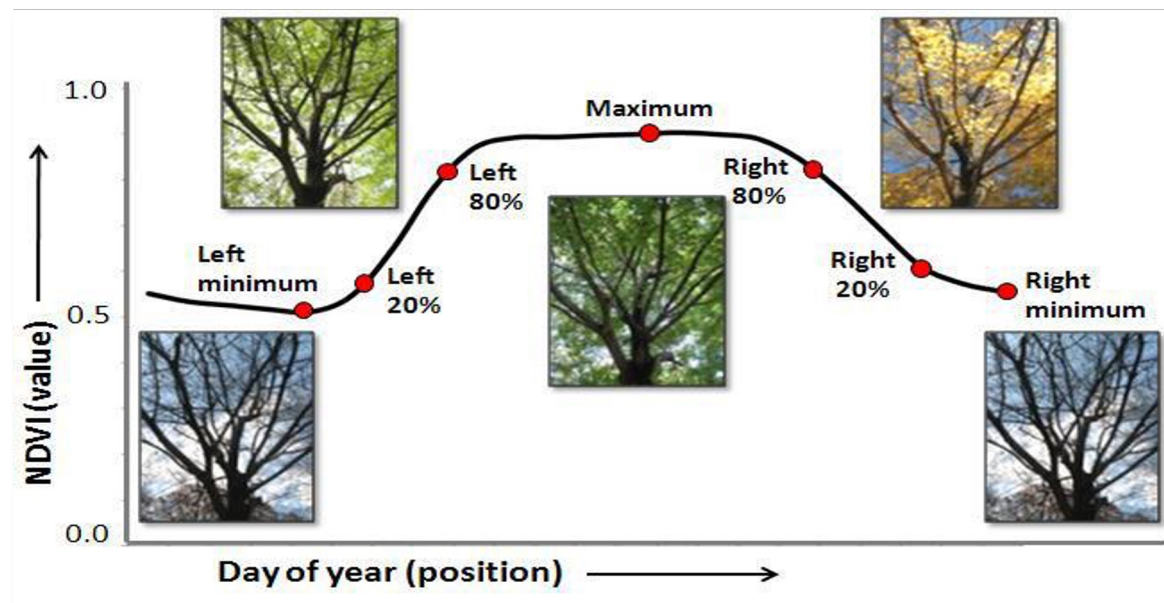 1.0
Maximum
Left
80%
Right
80%
Left
minimum
Left
20%
Right
20%
Right
minimum
0.5
NDVI (value)
0.0
Day of year (position)